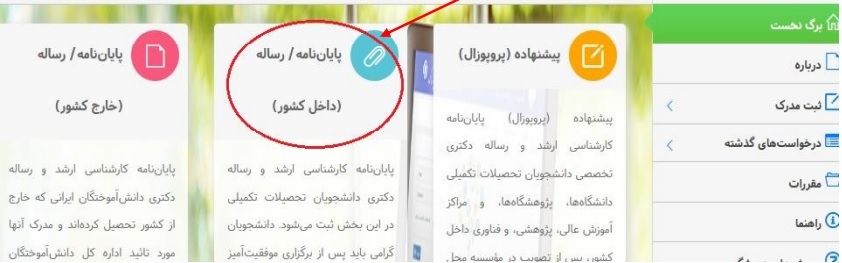 برگ نخست
درباره
ثبت مدرک
درخواست‌های گذشته
مقررات
راهنما
پیشنهاده (پروپوزال)
پیشنهاده (پروپوزال) پایان‌نامه
کارشناسی ارشد و رساله دکتری
تخصصی دانشجویان تحصیلات تکمیلی
دانشگاه‌ها، پژوهشگاه‌ها، و مراکز
آموزش عالی، پژوهشی، و فناوری داخل
کشور، پس از تصویب در مؤسسه محل
پایان‌نامه / رساله
(داخل کشور)
پایان‌نامه کارشناسی ارشد و رساله
دکتری دانشجویان تحصیلات تکمیلی
در این بخش ثبت می‌شود. دانشجویان
گرامی باید پس از برگزاری موفقیت‌آمیز
پایان‌نامه / رساله
(خارج کشور)
پایان‌نامه کارشناسی ارشد و رساله
دکتری دانش‌آموختگان ایرانی که خارج
از کشور تحصیل کرده‌اند و مدرک آنها
مورد تائید اداره کل دانش‌آموختگان